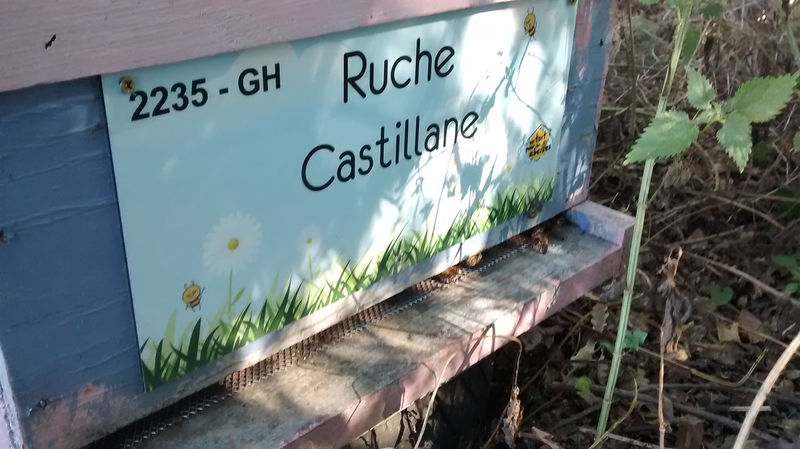 2235 - GH
Ruche
Castillane